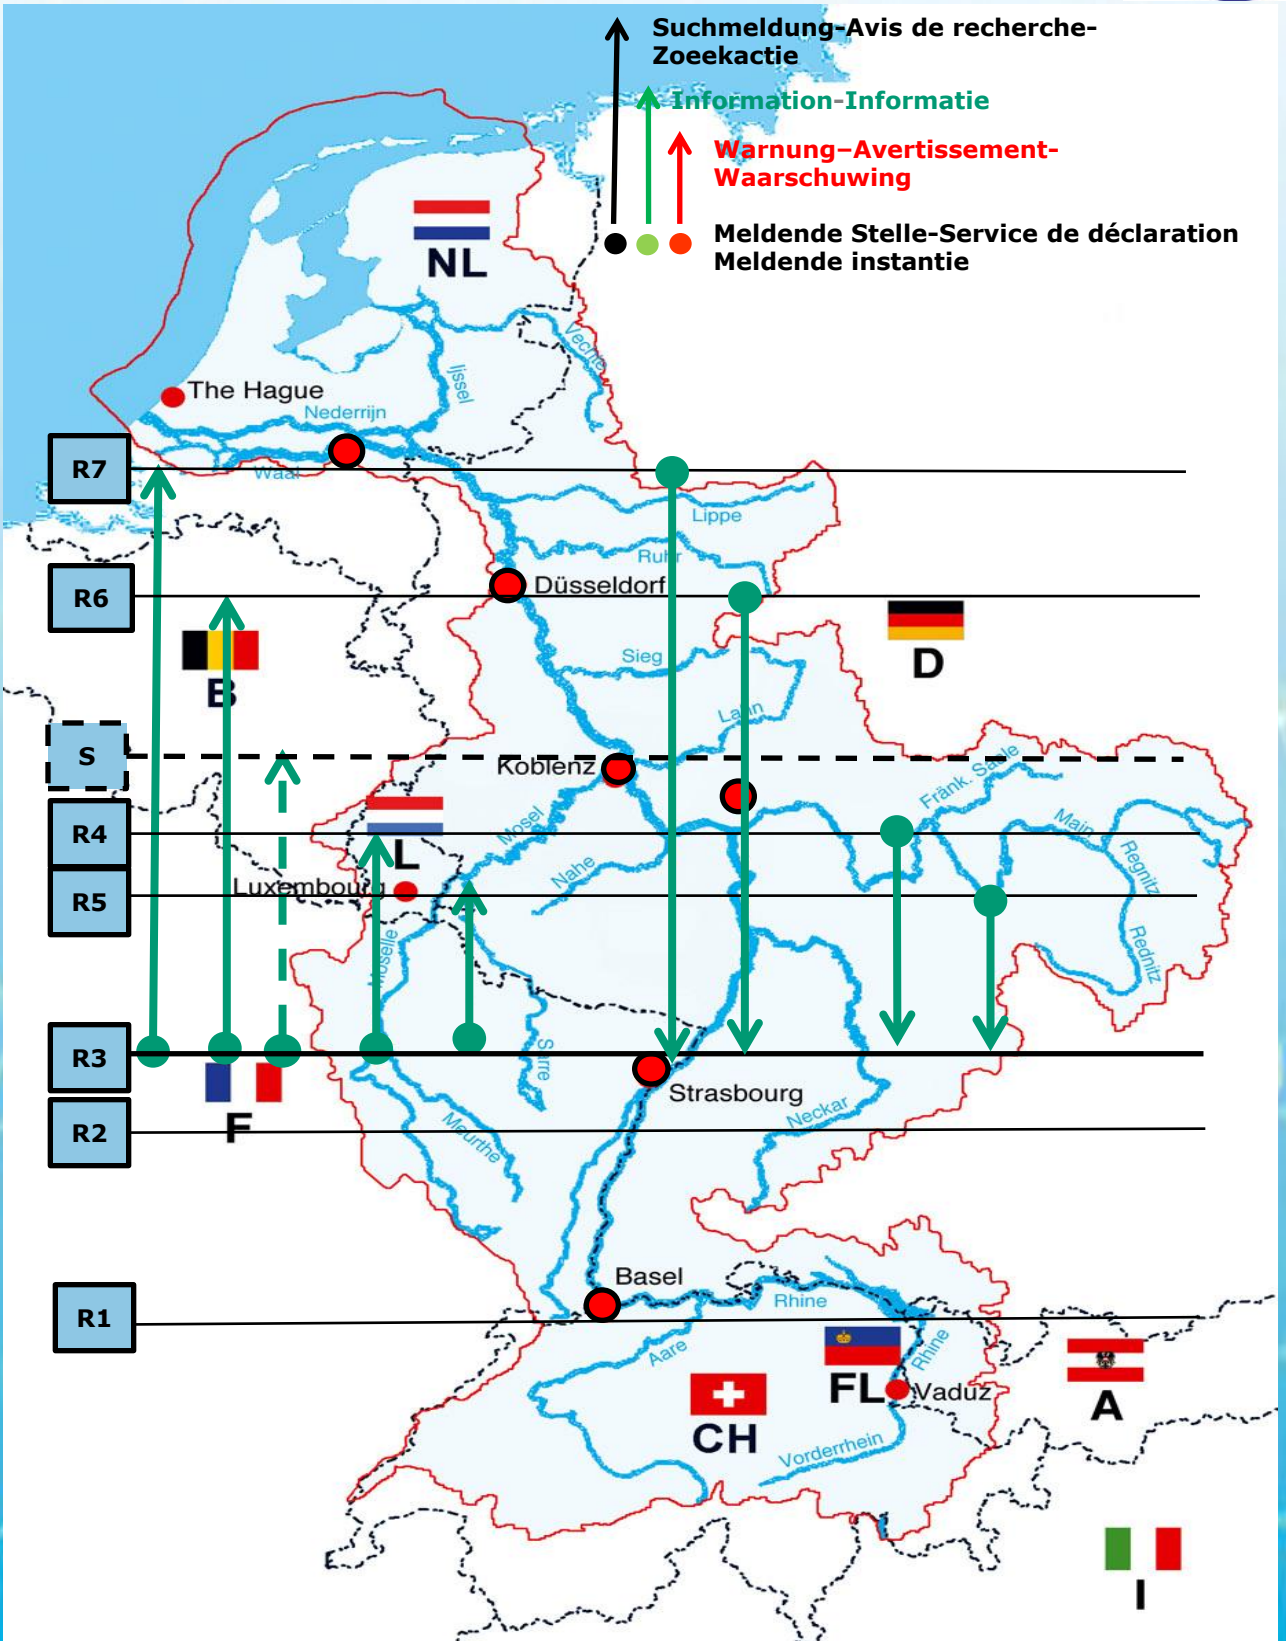 Suchmeldung-Avis de recherche-
Zoeekactie
Information-Informatie
Warnung–Avertissement-
Waarschuwing
Meldende Stelle-Service de déclaration
Meldende instantie
NL
Vechte
Ijssel
The Hague
Nederrijn
R7
Waal
Lippe
Ruhr
Düsseldorf
R6
B
D
Sieg
Lahn
S
Koblenz
Fränk. Saale
R4
Mosel
Main
L
Nahe
Regnitz
Luxembourg
R5
Moselle
Rednitz
R3
Sarre
Strasbourg
F
Neckar
R2
Meurthe
Basel
Rhine
R1
Aare
Rhine
FL
Vaduz
CH
A
Vorderrhein
I